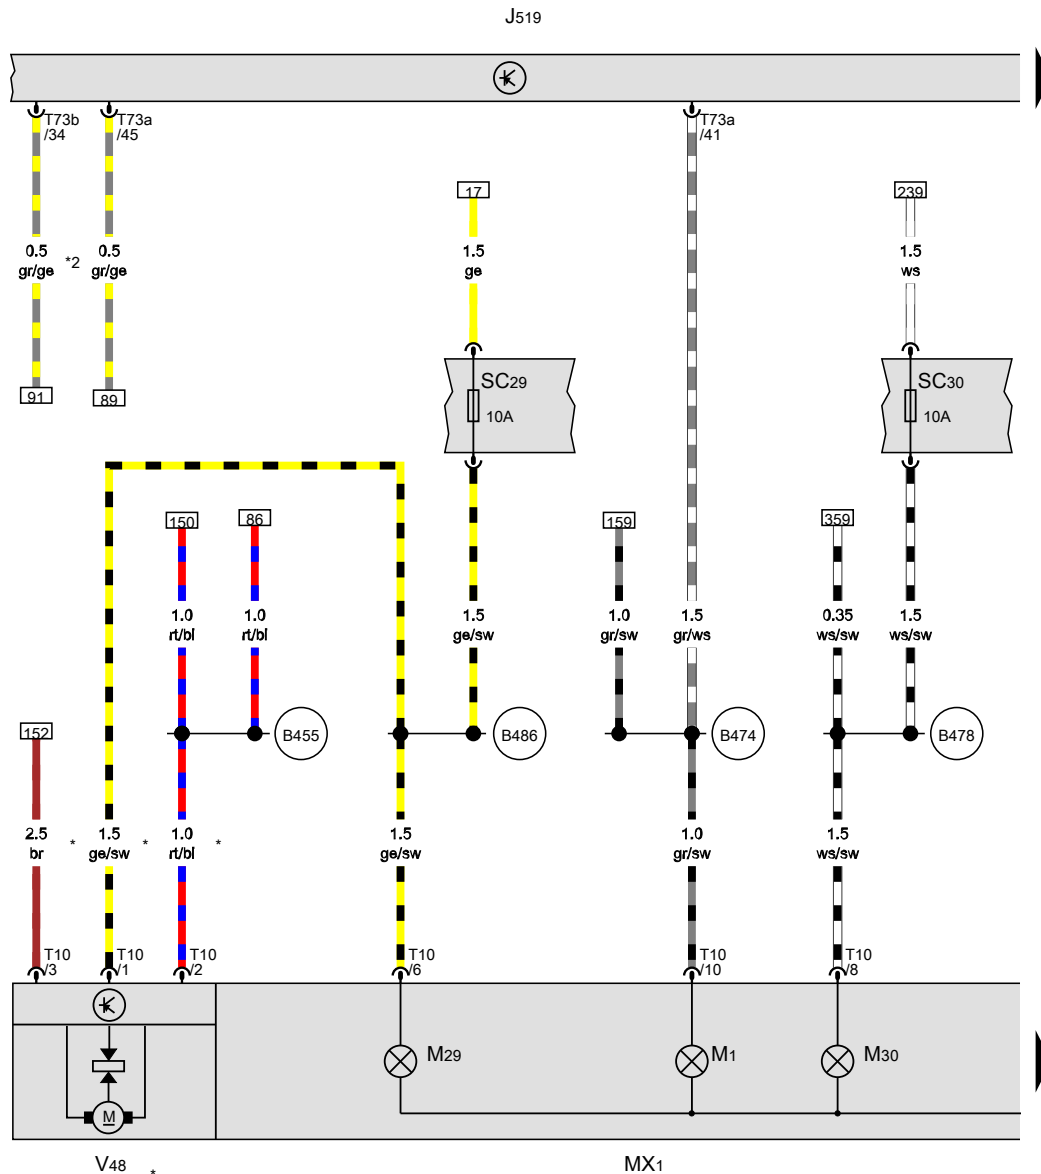 J519
T73b
/34
T73a
/45
T73a
/41
17
239
0.5
gr/ge
*2
0.5
gr/ge
1.5
ge
1.5
ws
91
89
SC29
10A
SC30
10A
150
86
159
359
1.0
rt/bl
1.0
rt/bl
1.5
ge/sw
1.0
gr/sw
1.5
gr/ws
0.35
ws/sw
1.5
ws/sw
152
B455
B486
B474
B478
2.5
br
*
1.5
ge/sw
*
1.0
rt/bl
*
1.5
ge/sw
1.0
gr/sw
1.5
ws/sw
T10
/3
T10
/1
T10
/2
T10
/6
T10
/10
T10
/8
M29
M1
M30
M
V48
*
MX1